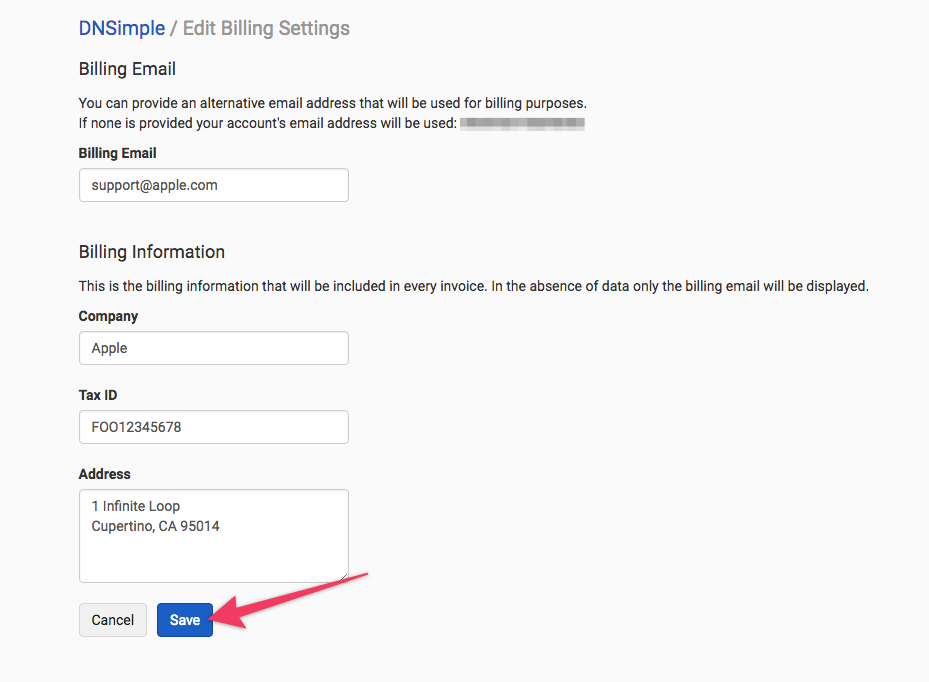 DNSimple / Edit Billing Settings
Billing Email
You can provide an alternative email address that will be used for billing purposes.
If none is provided your account's email address will be used:
Billing Email
support@apple.com
Billing Information
This is the billing information that will be included in every invoice. In the absence of data only the billing email will be displayed.
Company
Apple
Tax ID
FOO12345678
Address
1 Infinite Loop
Cupertino, CA 95014
Cancel
Save